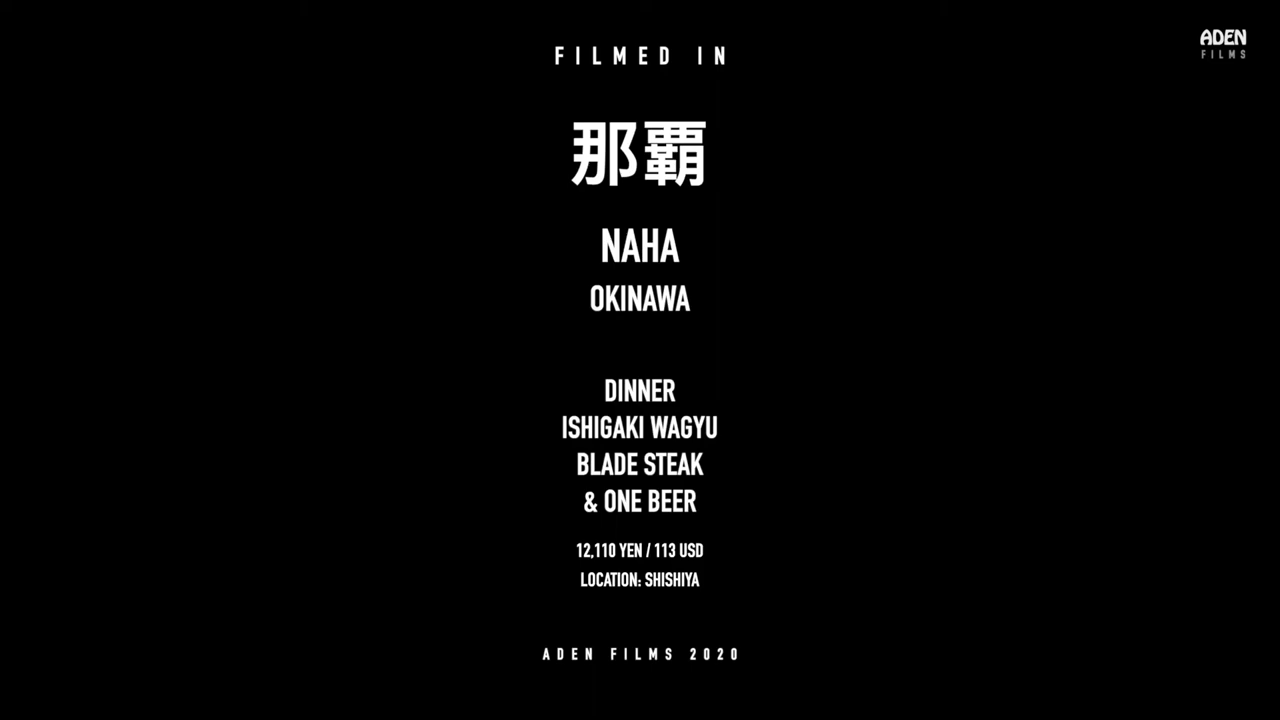 FILMED IN
ADEN
FILMS
那覇
NAHA
OKINAWA
DINNER
ISHIGAKI WAGYU
BLADE STEAK
& ONE BEER
12,110 YEN / 113 USD
LOCATION: SHISHIYA
ADEN FILMS 2020